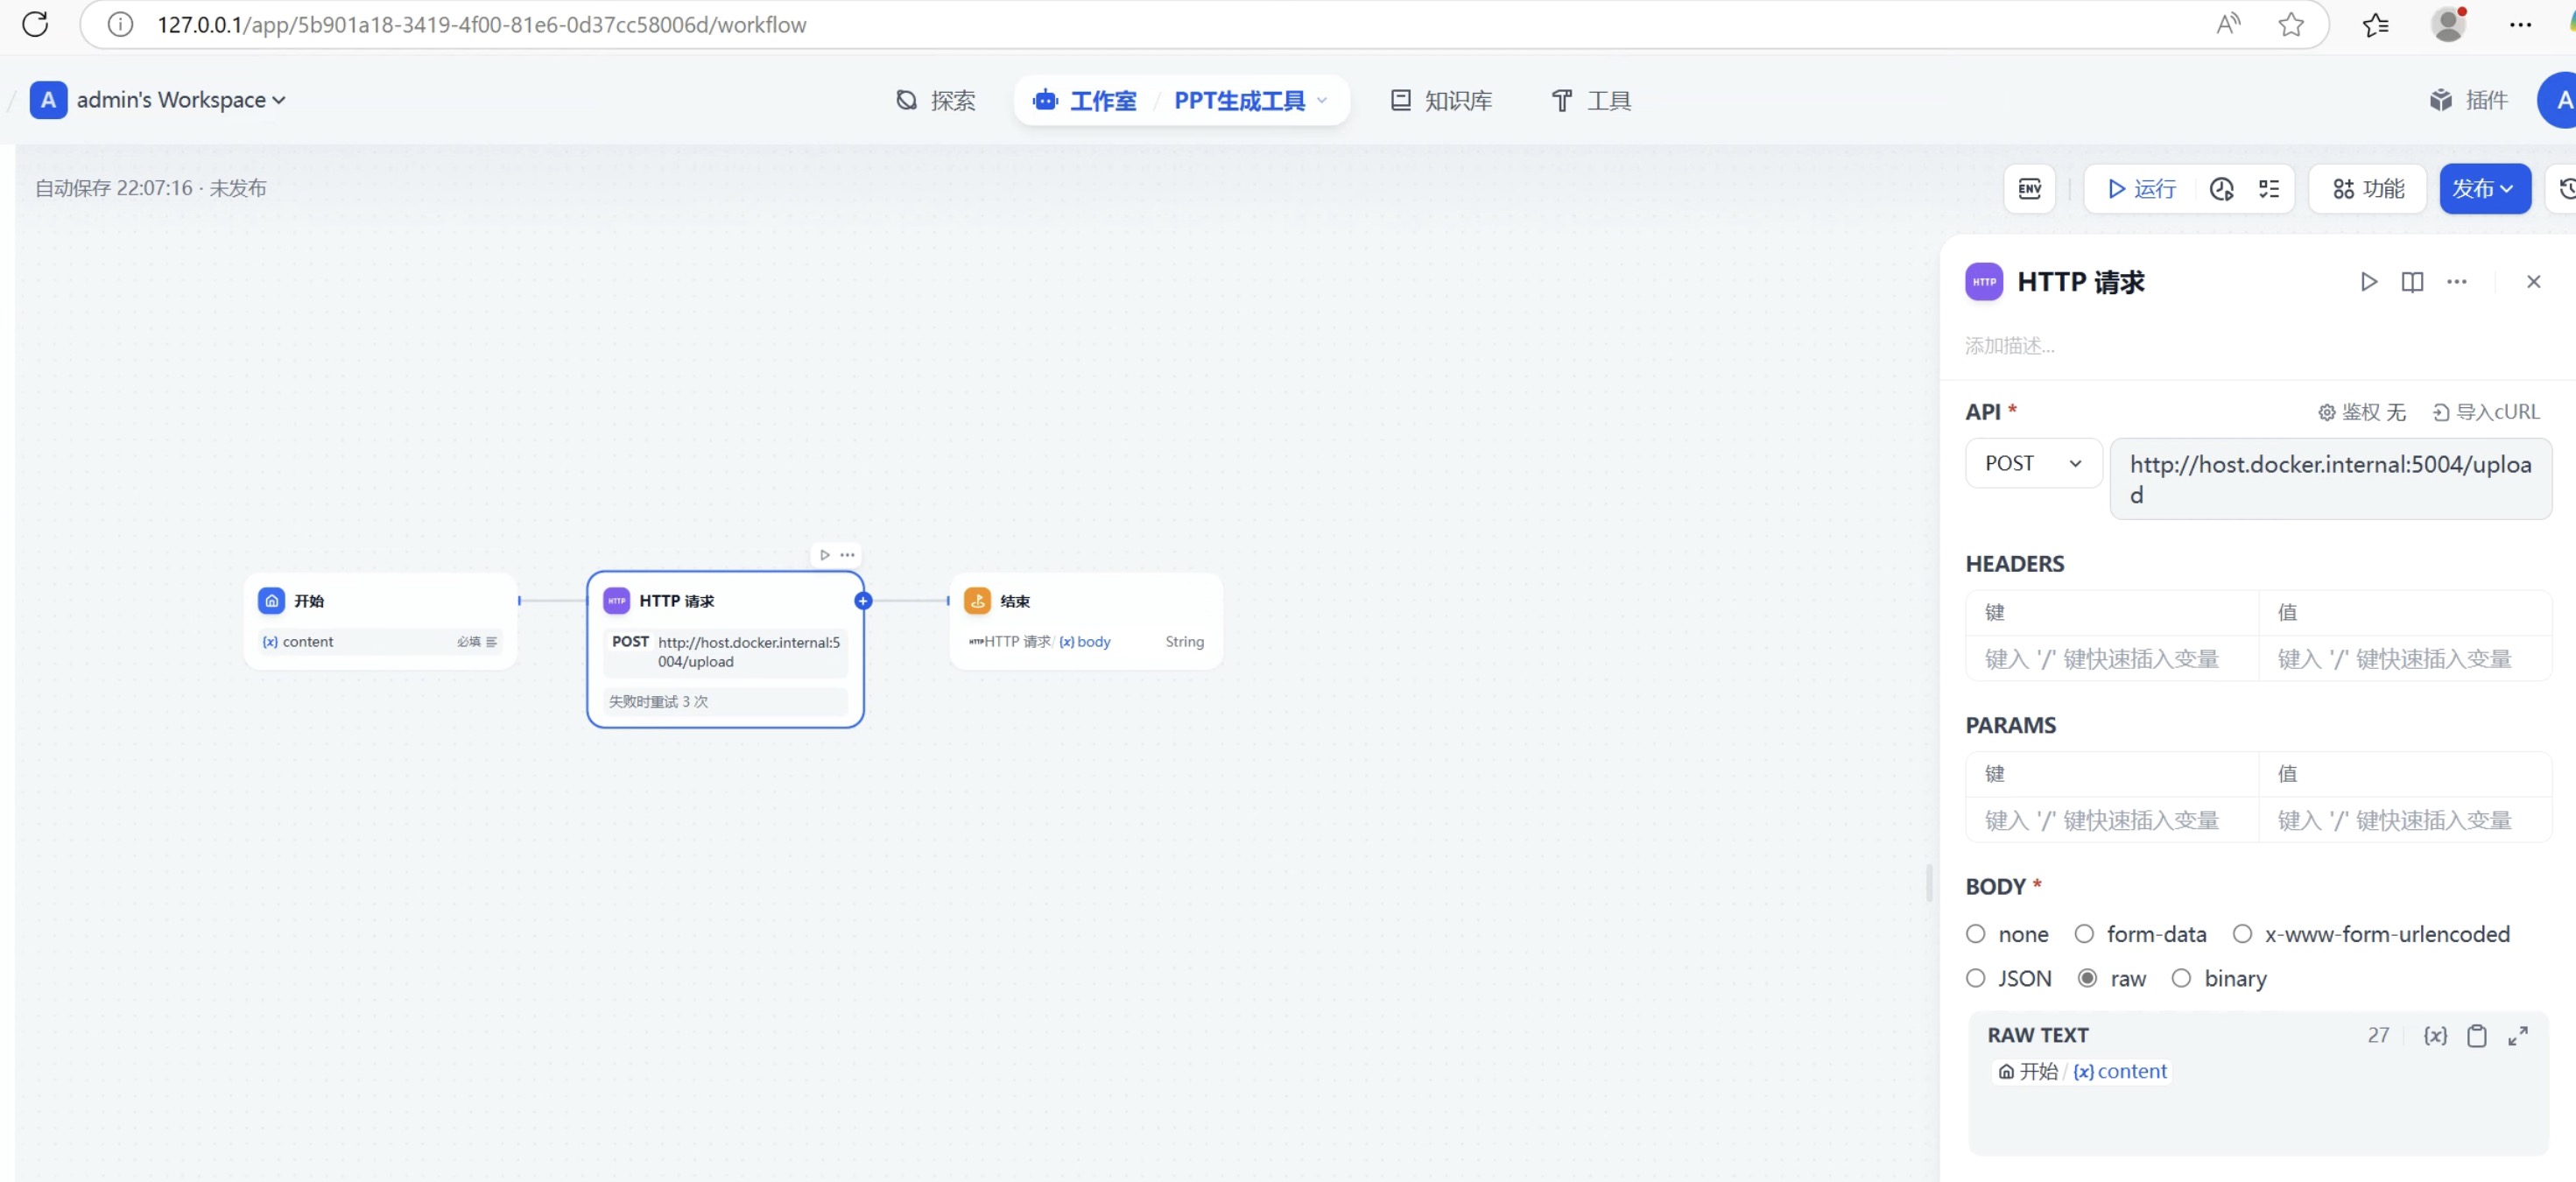 127.0.0.1/app/5b901a18-3419-4f00-81e6-0d37cc58006d/workflow
A admin's Workspace
探索
工作室 / PPT生成工具
知识库
工具
插件
A
自动保存 22:07:16 · 未发布
ENV
运行
功能
发布
HTTP HTTP 请求
添加描述...
API *
鉴权 无
导入cURL
POST
http://host.docker.internal:5004/uploa
d
HEADERS
键 值
键入 '/' 键快速插入变量 键入 '/' 键快速插入变量
PARAMS
键 值
键入 '/' 键快速插入变量 键入 '/' 键快速插入变量
BODY *
none form-data x-www-form-urlencoded
JSON raw binary
RAW TEXT 27 {x}
开始 / {x} content
开始
{x} content 必填
HTTP HTTP 请求
POST http://host.docker.internal:5
004/upload
失败时重试 3 次
结束
HTTP HTTP 请求 / {x} body String